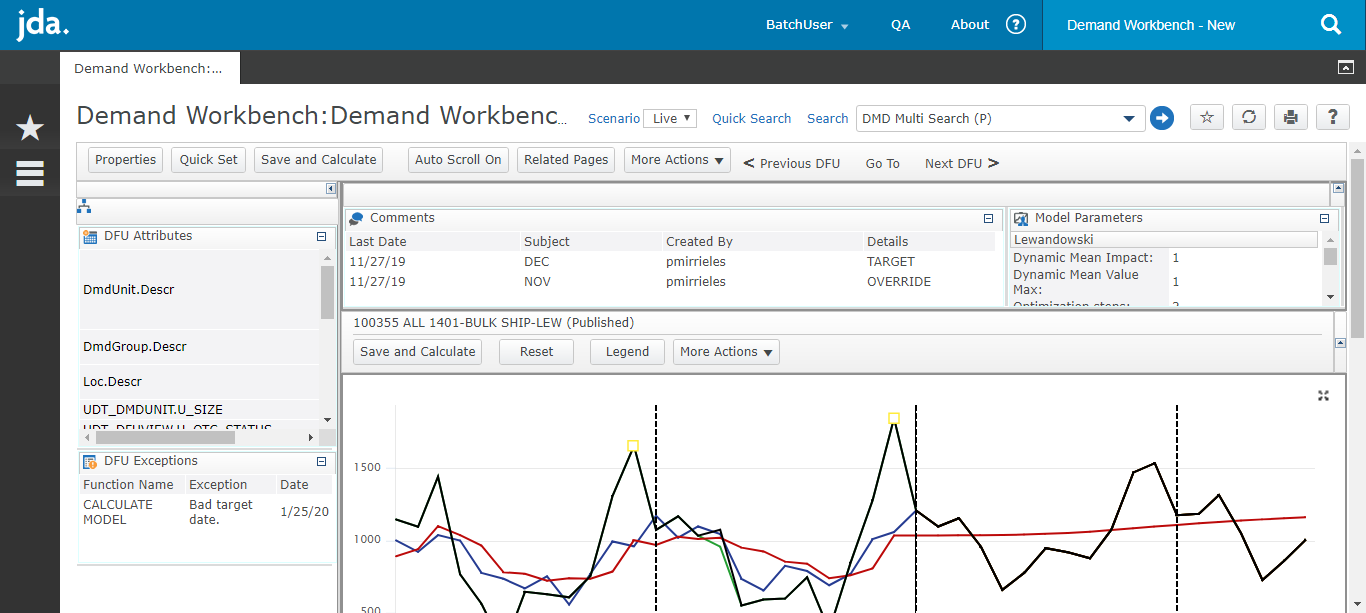 jda.
BatchUser
QA
About
?
Demand Workbench - New
Demand Workbench:...
Demand Workbench:Demand Workbenc...
Scenario
Live
Quick Search
Search
DMD Multi Search (P)
?
Properties
Quick Set
Save and Calculate
Auto Scroll On
Related Pages
More Actions
< Previous DFU
Go To
Next DFU >
DFU Attributes
DmdUnit.Descr
DmdGroup.Descr
Loc.Descr
UDT_DMDUNIT.U_SIZE
UDT_DFUVIEW.U_OTC_STATUS
DFU Exceptions
Function Name Exception Date
CALCULATE MODEL Bad target date. 1/25/20
Comments
Last Date Subject Created By Details
11/27/19 DEC pmirrieles TARGET
11/27/19 NOV pmirrieles OVERRIDE
Model Parameters
Lewandowski
Dynamic Mean Impact: 1
Dynamic Mean Value
Max: 1
Optimization steps: 2
100355 ALL 1401-BULK SHIP-LEW (Published)
Save and Calculate
Reset
Legend
More Actions
1500
1000
500